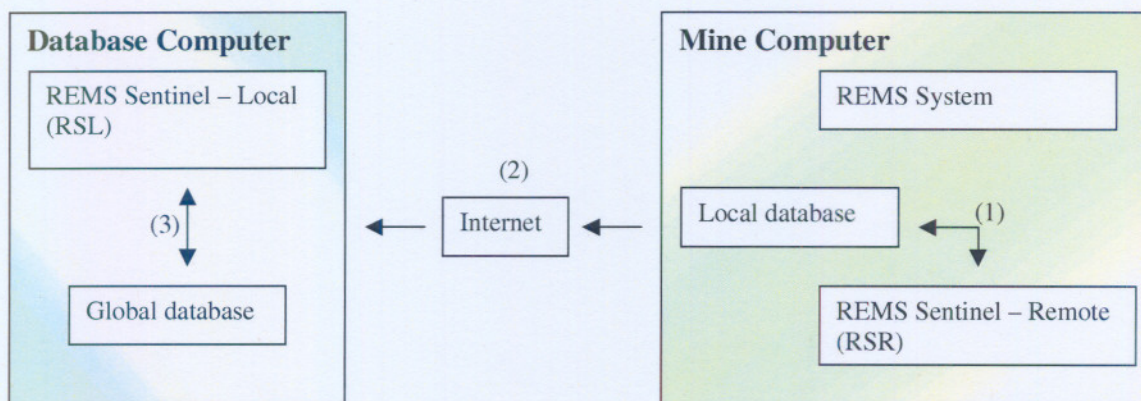 Database Computer
REMS Sentinel – Local
(RSL)
(3)
Global database
(2)
Internet
Mine Computer
REMS System
Local database
(1)
REMS Sentinel – Remote
(RSR)